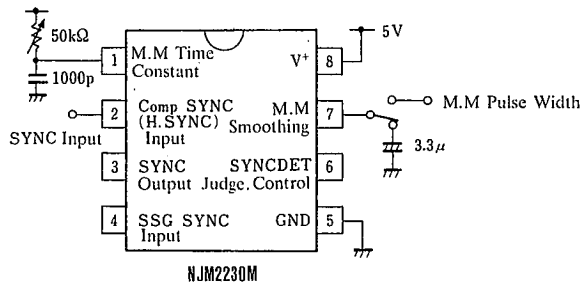 50kΩ
1000p
1
M.M Time
Constant
V⁺
8
5V
SYNC Input
2
Comp SYNC
(H.SYNC)
Input
M.M
Smoothing
7
M.M Pulse Width
3.3μ
3
SYNC
Output
SYNCDET
Judge. Control
6
4
SSG SYNC
Input
GND
5
NJM2230M